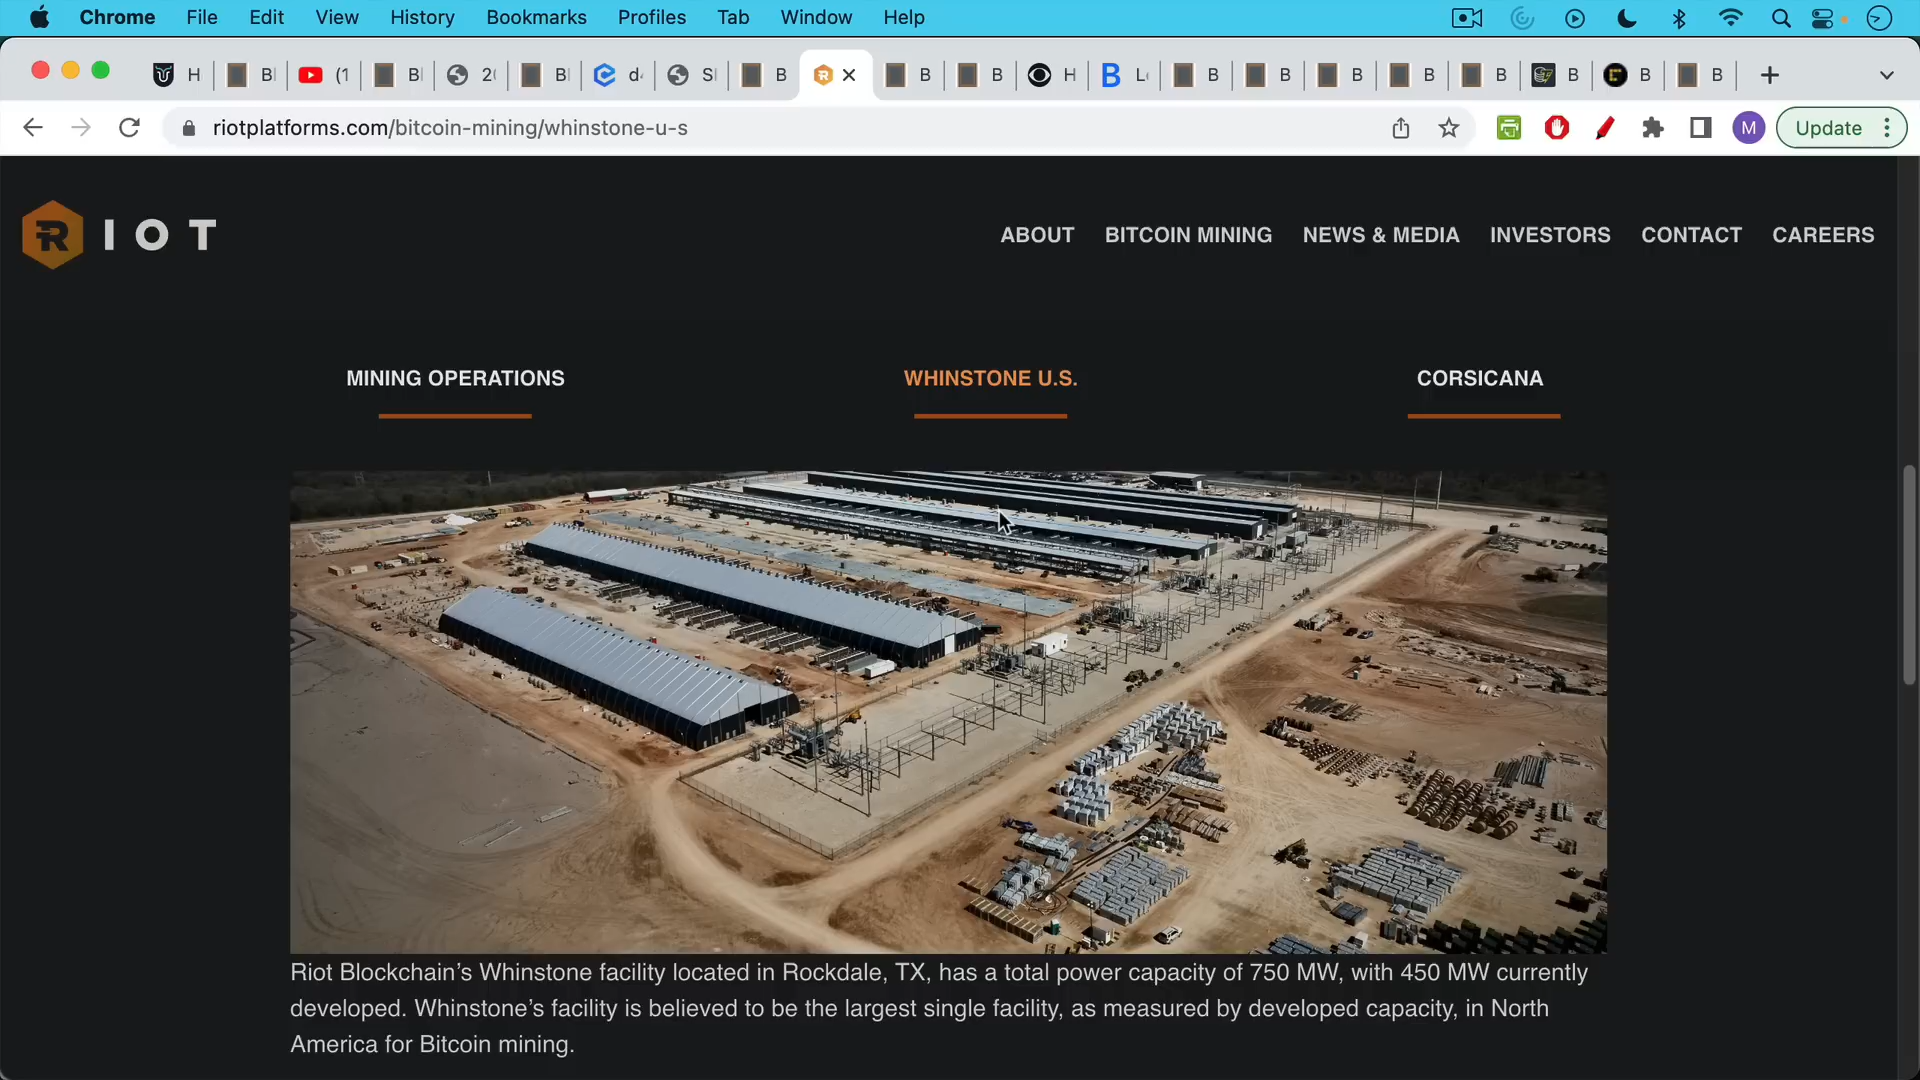 Chrome File Edit View History Bookmarks Profiles Tab Window Help
H B (1 B 2 B d S B B B H L B B B B B B B B
riotplatforms.com/bitcoin-mining/whinstone-u-s M Update
RIOT ABOUT BITCOIN MINING NEWS & MEDIA INVESTORS CONTACT CAREERS
MINING OPERATIONS WHINSTONE U.S. CORSICANA
Riot Blockchain’s Whinstone facility located in Rockdale, TX, has a total power capacity of 750 MW, with 450 MW currently
developed. Whinstone’s facility is believed to be the largest single facility, as measured by developed capacity, in North
America for Bitcoin mining.